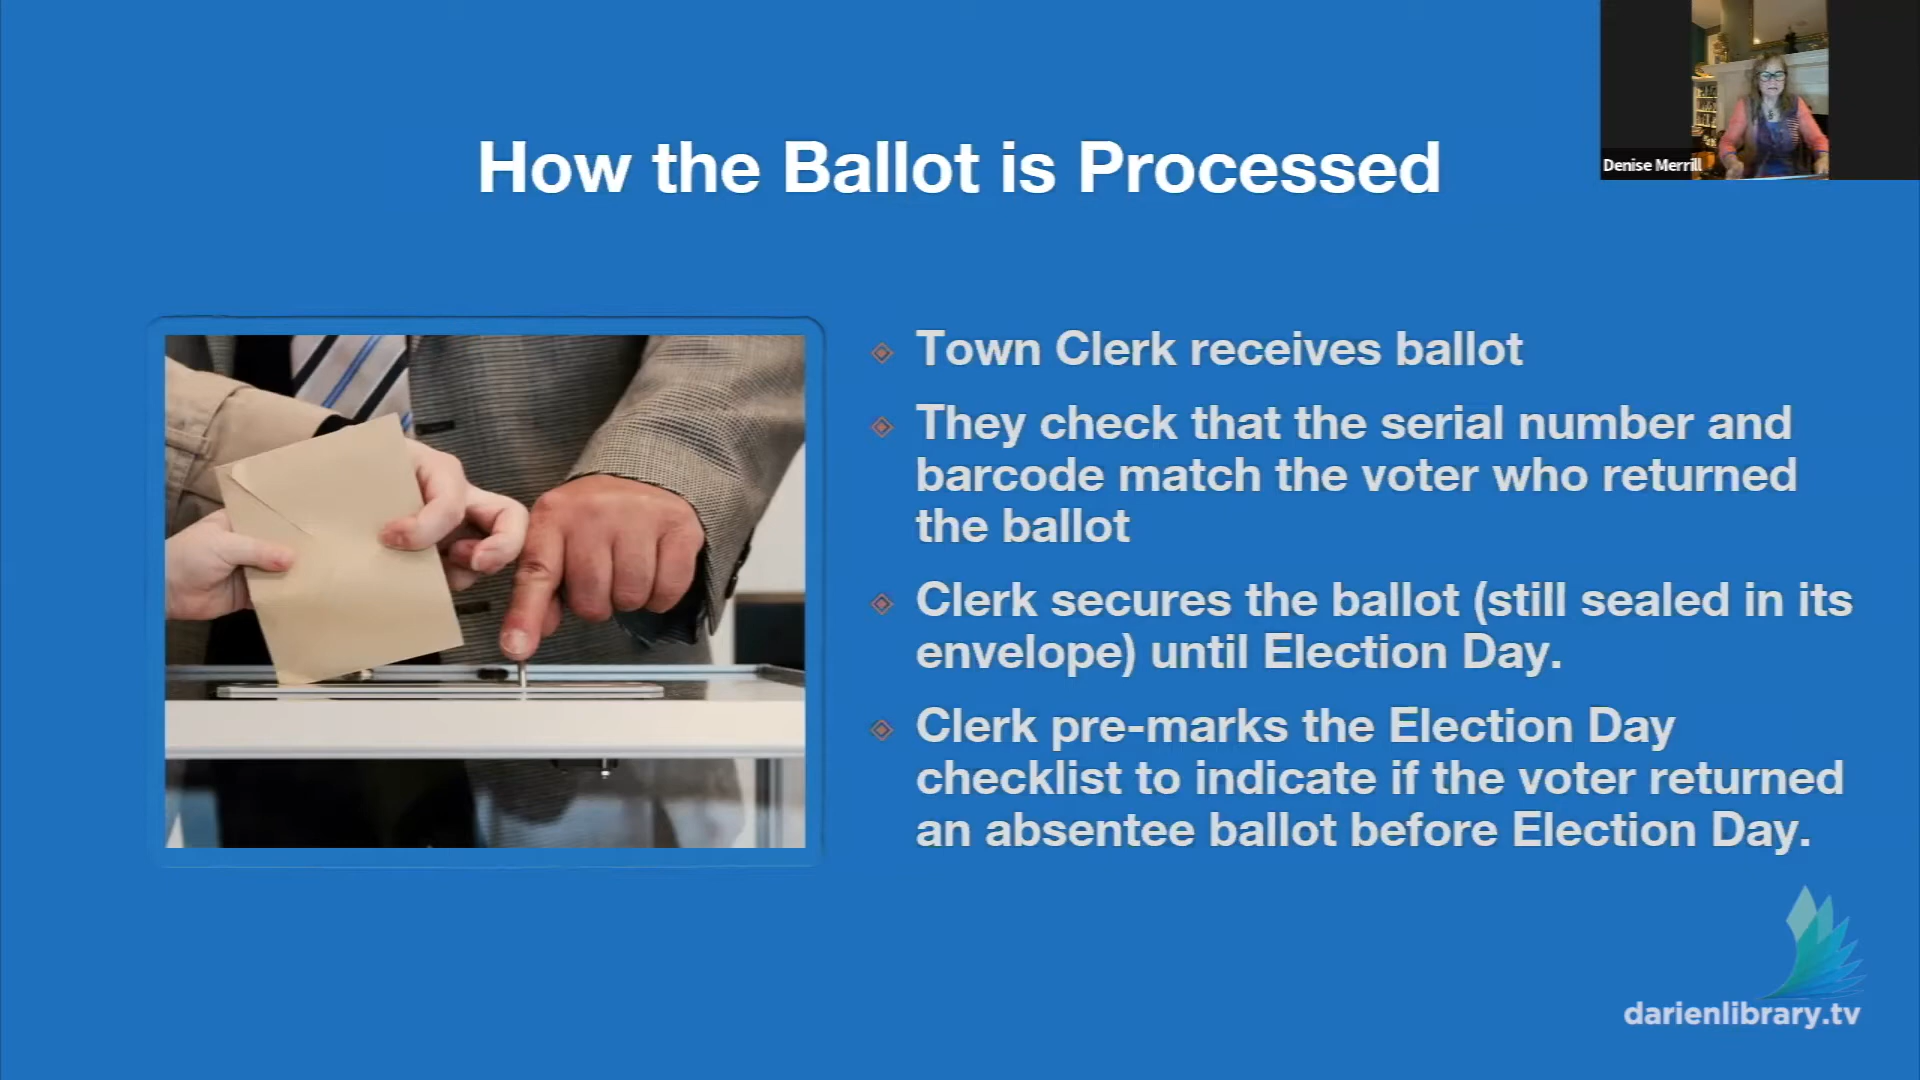 Denise Merrill
How the Ballot is Processed
Town Clerk receives ballot
They check that the serial number and
barcode match the voter who returned
the ballot
Clerk secures the ballot (still sealed in its
envelope) until Election Day.
Clerk pre-marks the Election Day
checklist to indicate if the voter returned
an absentee ballot before Election Day.
darienlibrary.tv